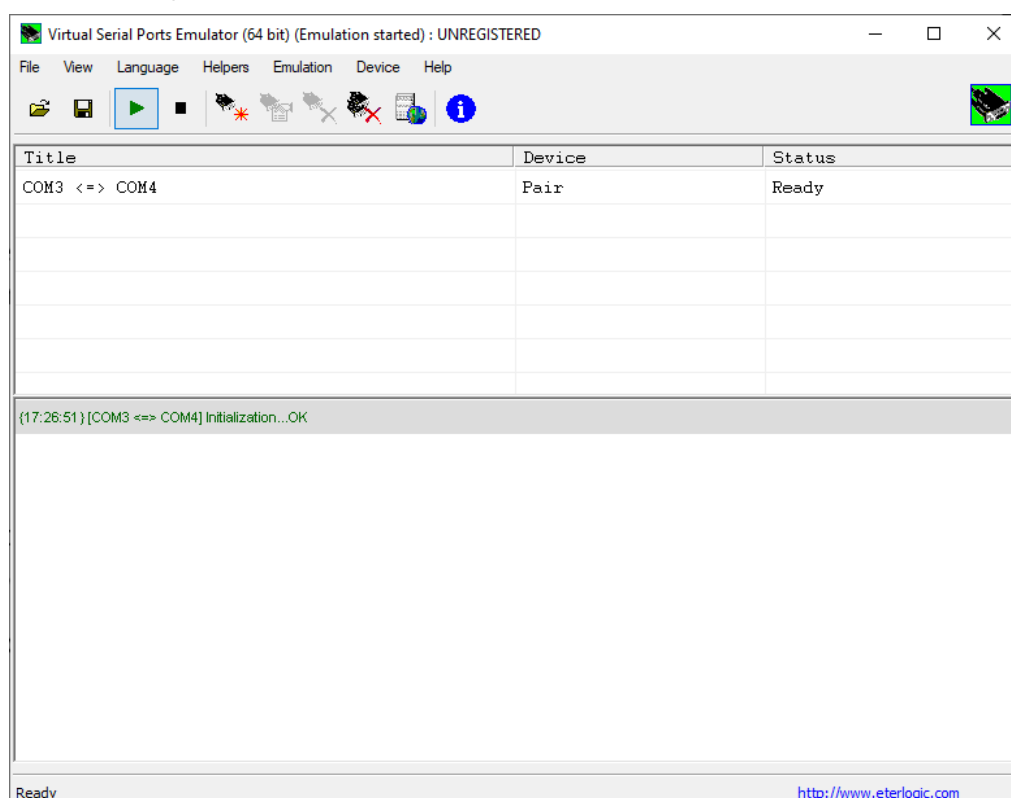 Virtual Serial Ports Emulator (64 bit) (Emulation started) : UNREGISTERED
File View Language Helpers Emulation Device Help
Title Device Status
COM3 <=> COM4 Pair Ready
{17:26:51} [COM3 <=> COM4] Initialization...OK
Ready http://www.eterlogic.com